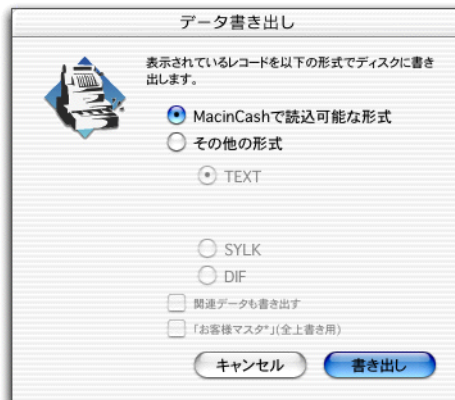 データ書き出し
表示されているレコードを以下の形式でディスクに書き
出します。
MacinCashで読込可能な形式
その他の形式
TEXT
SYLK
DIF
関連データも書き出す
「お客様マスタ*」(全上書き用)
キャンセル
書き出し